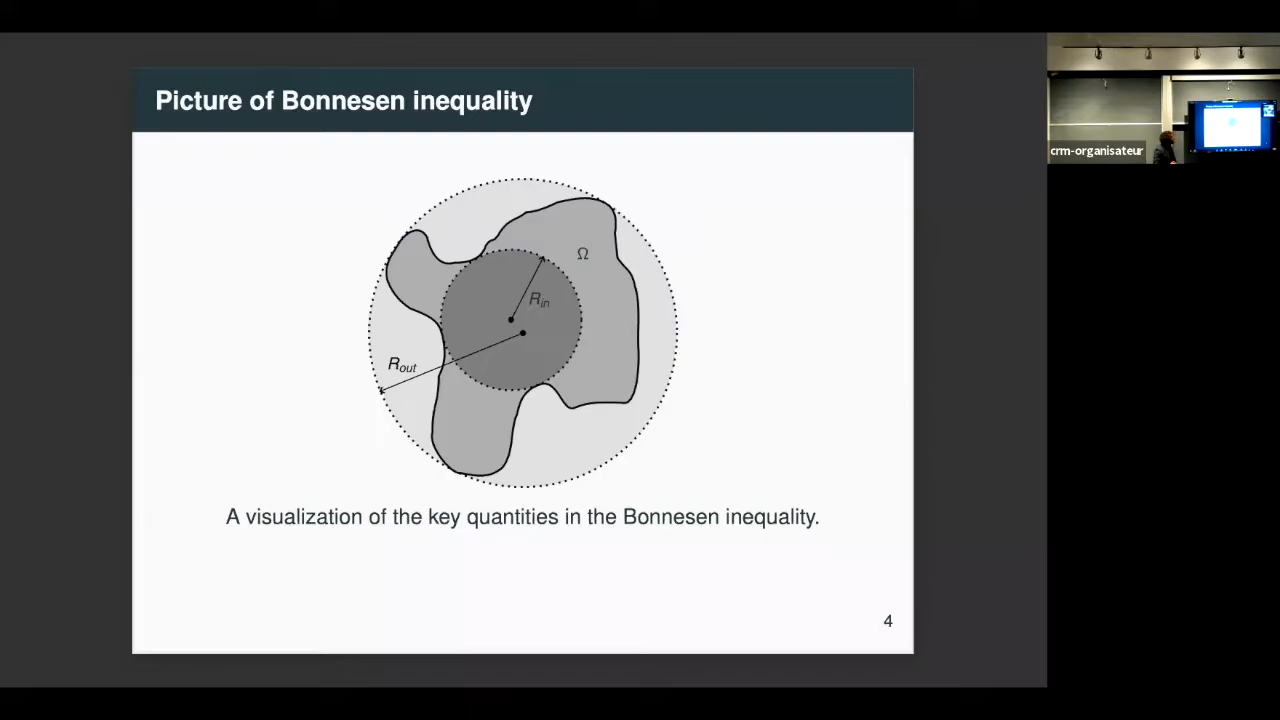 Picture of Bonnesen inequality
crm-organisateur
Ω
R_in
R_out
A visualization of the key quantities in the Bonnesen inequality.
4